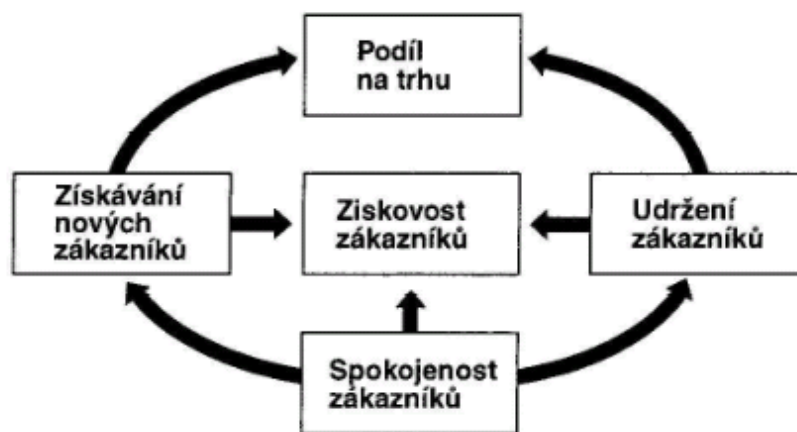 Podíl
na trhu
Získávání
nových
zákazníků
Ziskovost
zákazníků
Udržení
zákazníků
Spokojenost
zákazníků